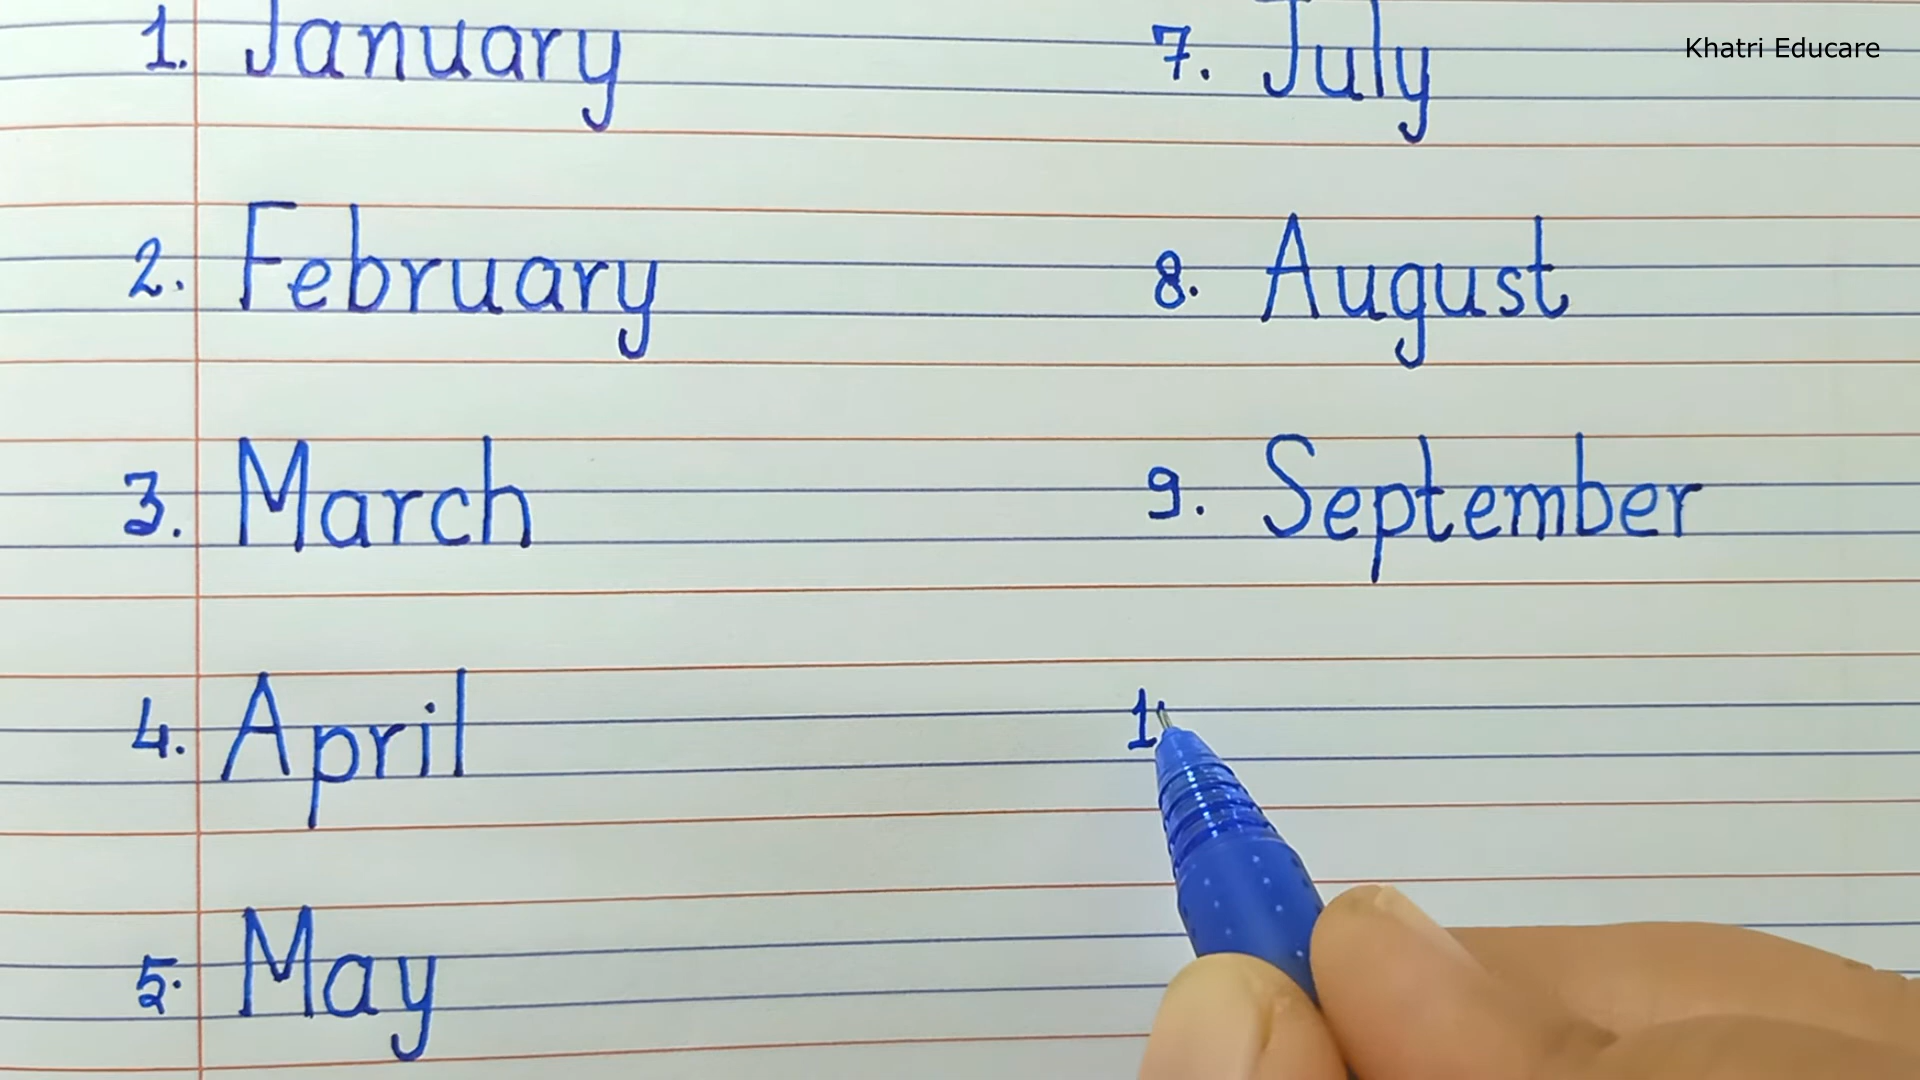 Khatri Educare
1. January
2. February
3. March
4. April
5. May
7. July
8. August
9. September
1